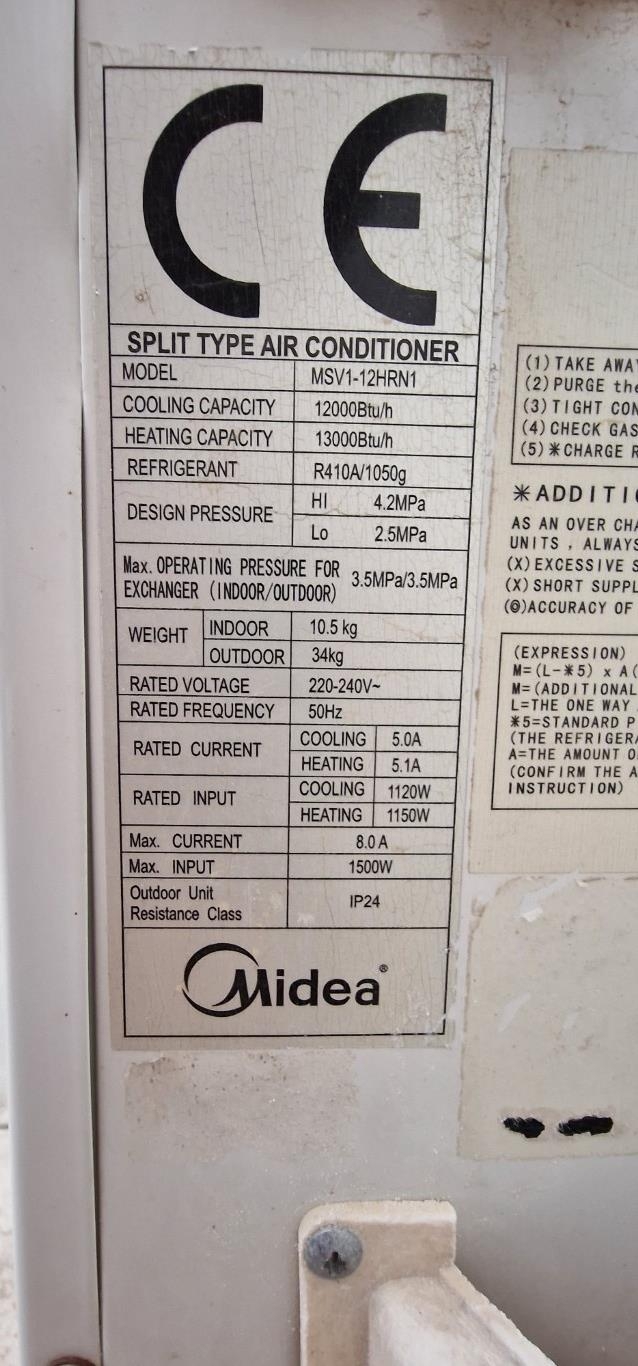 CE
SPLIT TYPE AIR CONDITIONER
MODEL MSV1-12HRN1
COOLING CAPACITY 12000Btu/h
HEATING CAPACITY 13000Btu/h
REFRIGERANT R410A/1050g
DESIGN PRESSURE HI 4.2MPa
Lo 2.5MPa
Max. OPERATING PRESSURE FOR
EXCHANGER (INDOOR/OUTDOOR) 3.5MPa/3.5MPa
WEIGHT INDOOR 10.5 kg
OUTDOOR 34kg
RATED VOLTAGE 220-240V~
RATED FREQUENCY 50Hz
RATED CURRENT COOLING 5.0A
HEATING 5.1A
RATED INPUT COOLING 1120W
HEATING 1150W
Max. CURRENT 8.0 A
Max. INPUT 1500W
Outdoor Unit
Resistance Class IP24
Midea®
(1) TAKE AWAY
(2) PURGE the
(3) TIGHT CON
(4) CHECK GAS
(5) ※CHARGE R
※ADDITIO
AS AN OVER CHA
UNITS , ALWAYS
(X) EXCESSIVE S
(X) SHORT SUPPL
(◎)ACCURACY OF
(EXPRESSION)
M=(L-※5) x A(
M=(ADDITIONAL
L=THE ONE WAY
※5=STANDARD P
(THE REFRIGERA
A=THE AMOUNT O
(CONFIRM THE A
INSTRUCTION)